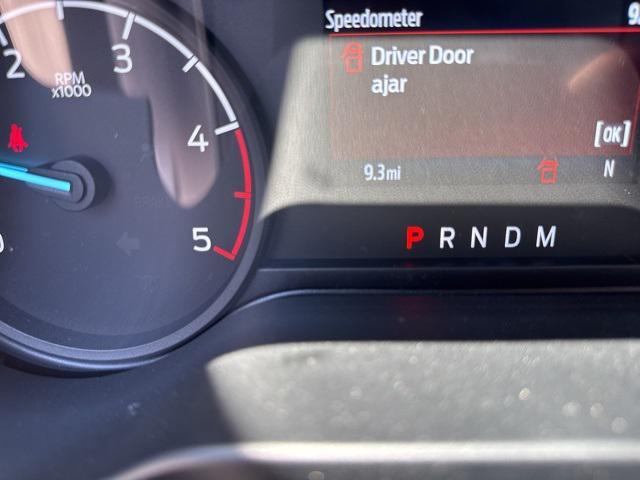 Speedometer
Driver Door
ajar
[OK]
9.3mi
N
P R N D M
2
3
RPM
x1000
4
5